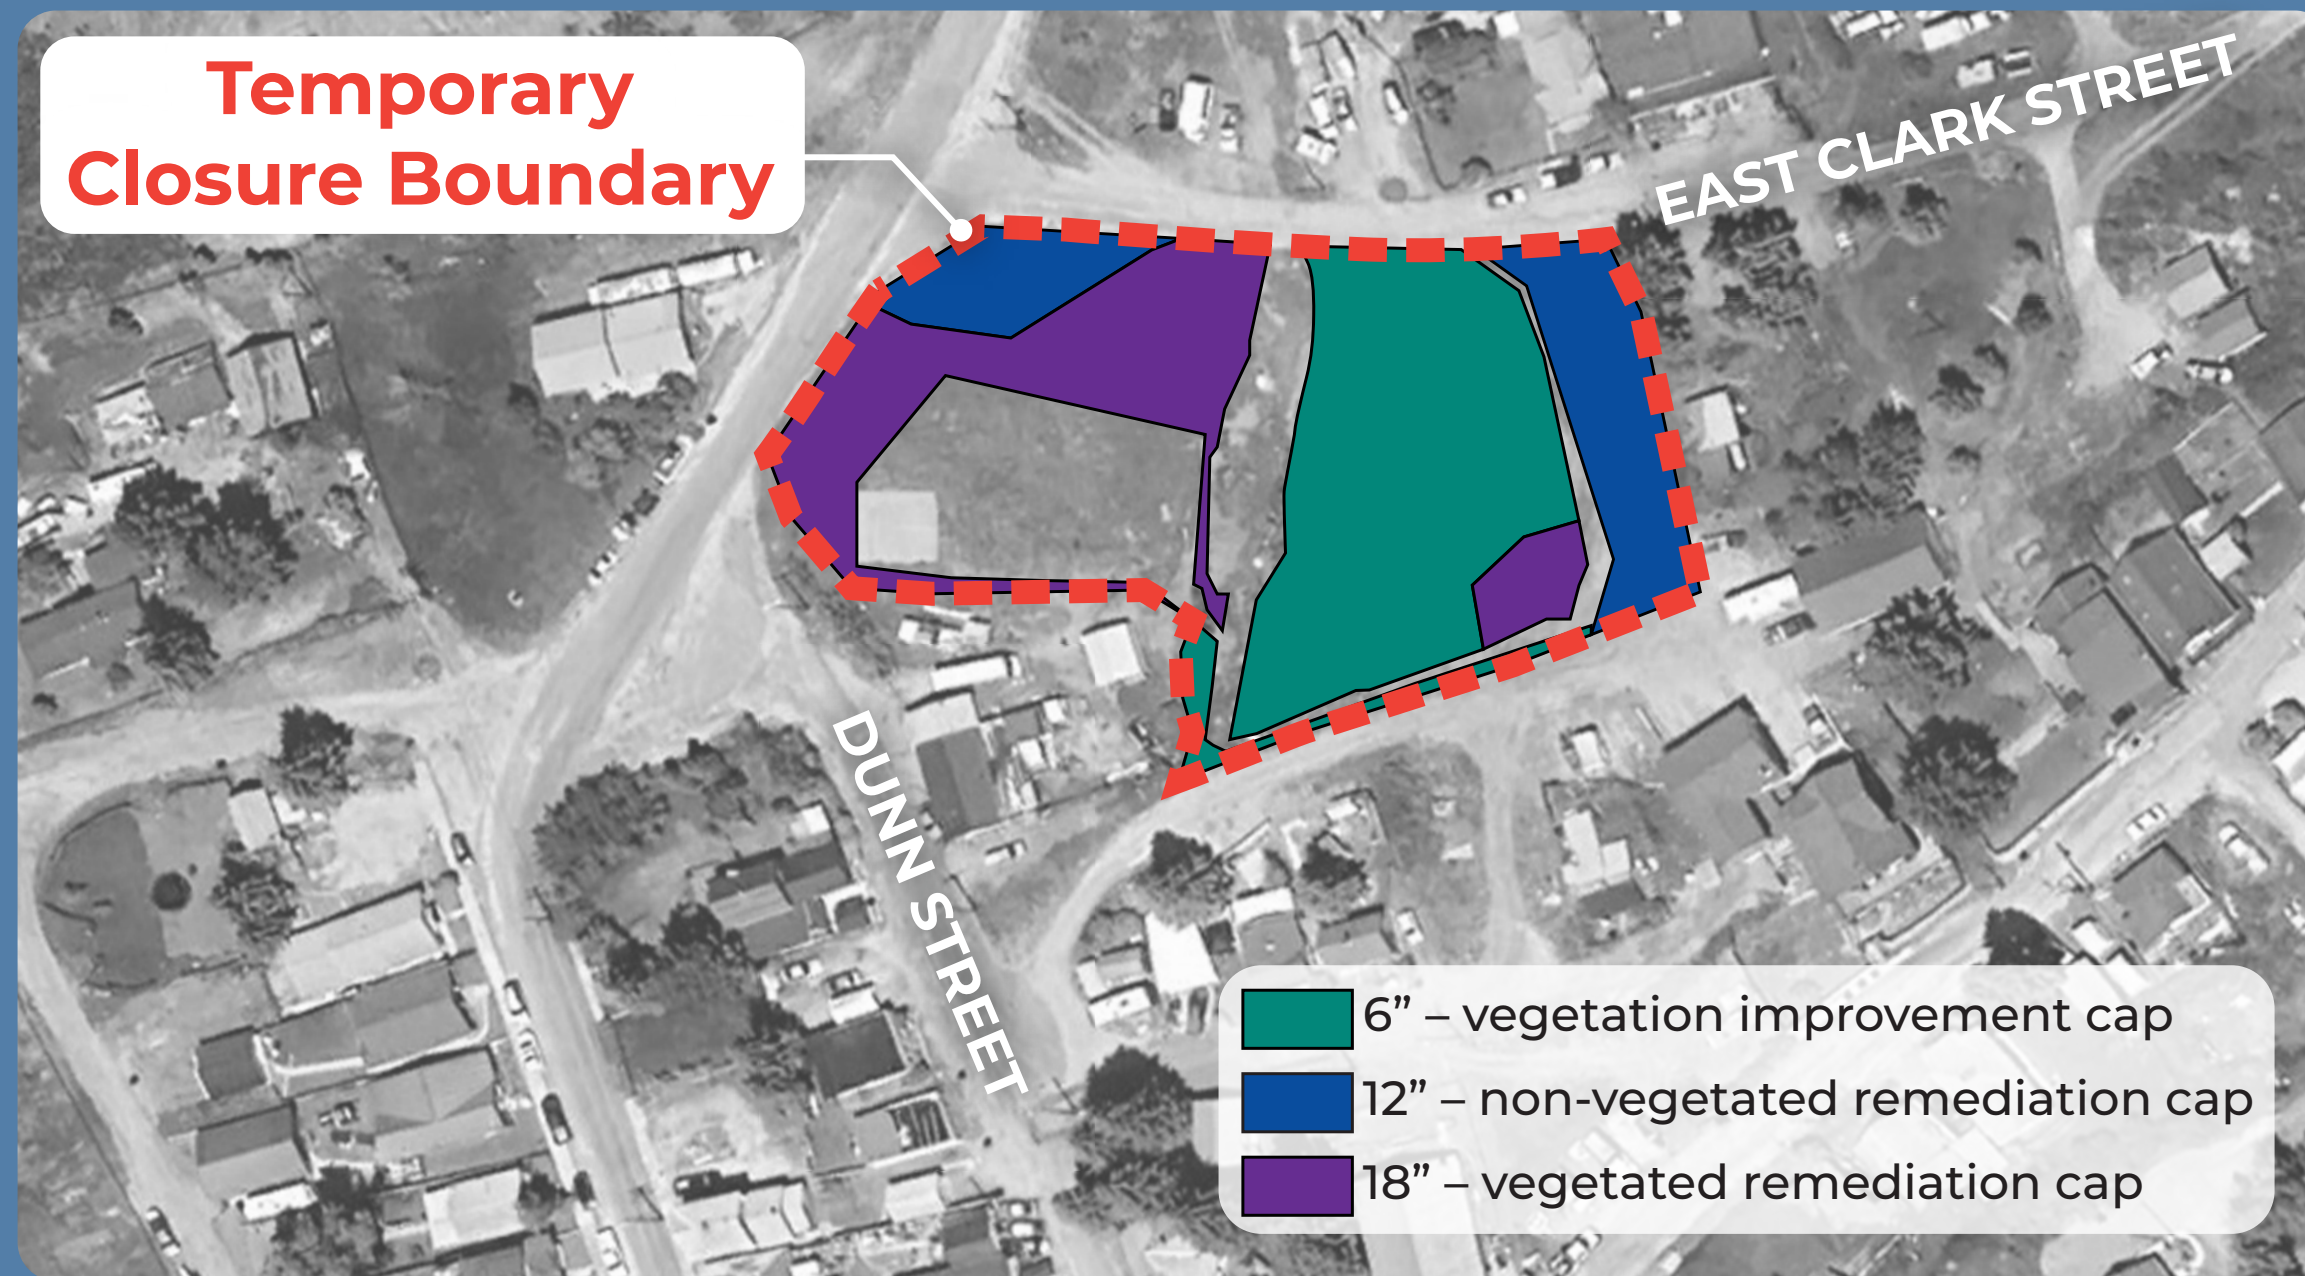 Temporary
Closure Boundary
EAST CLARK STREET
DUNN STREET
6” – vegetation improvement cap
12” – non-vegetated remediation cap
18” – vegetated remediation cap